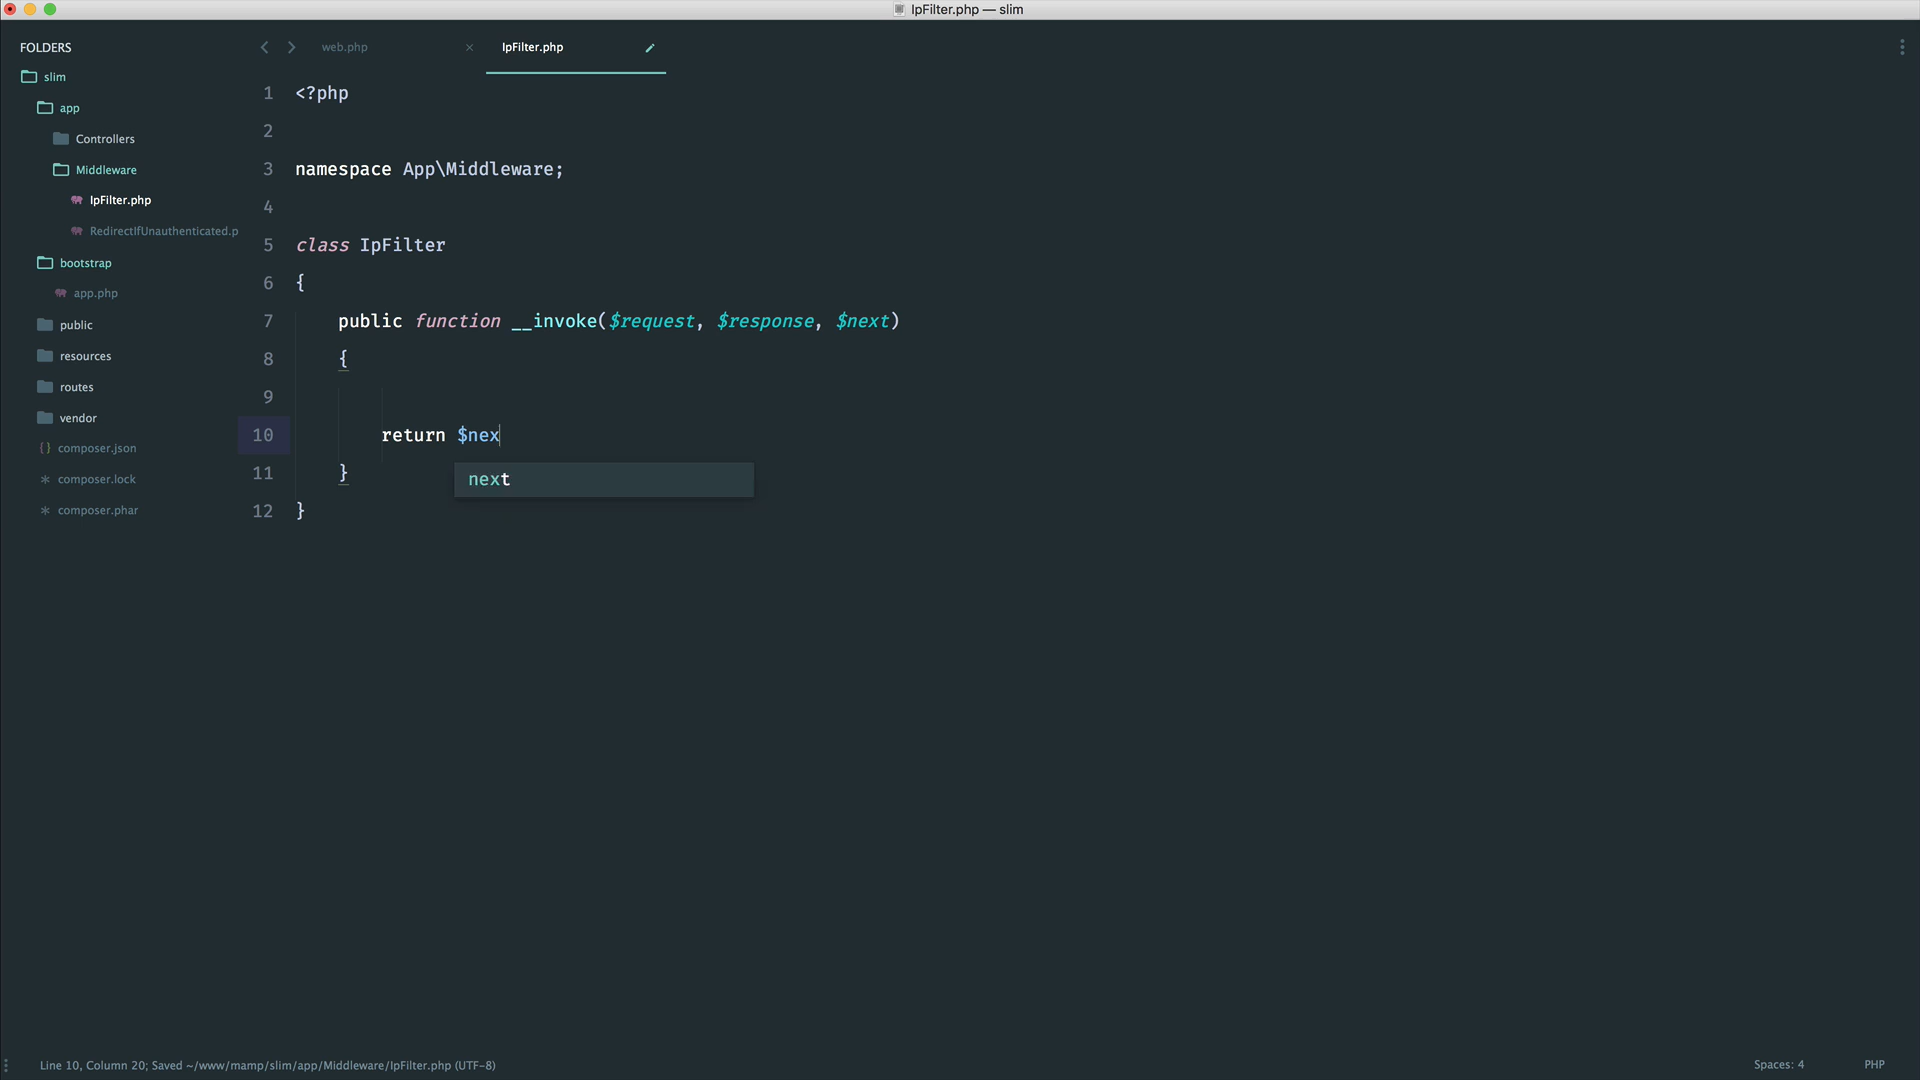 IpFilter.php — slim
FOLDERS
slim
app
Controllers
Middleware
IpFilter.php
RedirectIfUnauthenticated.p
bootstrap
app.php
public
resources
routes
vendor
composer.json
composer.lock
composer.phar
web.php
IpFilter.php
1 <?php
2
3 namespace App\Middleware;
4
5 class IpFilter
6 {
7 public function __invoke($request, $response, $next)
8 {
9
10 return $nex
next
11 }
12 }
Line 10, Column 20; Saved ~/www/mamp/slim/app/Middleware/IpFilter.php (UTF-8)
Spaces: 4
PHP